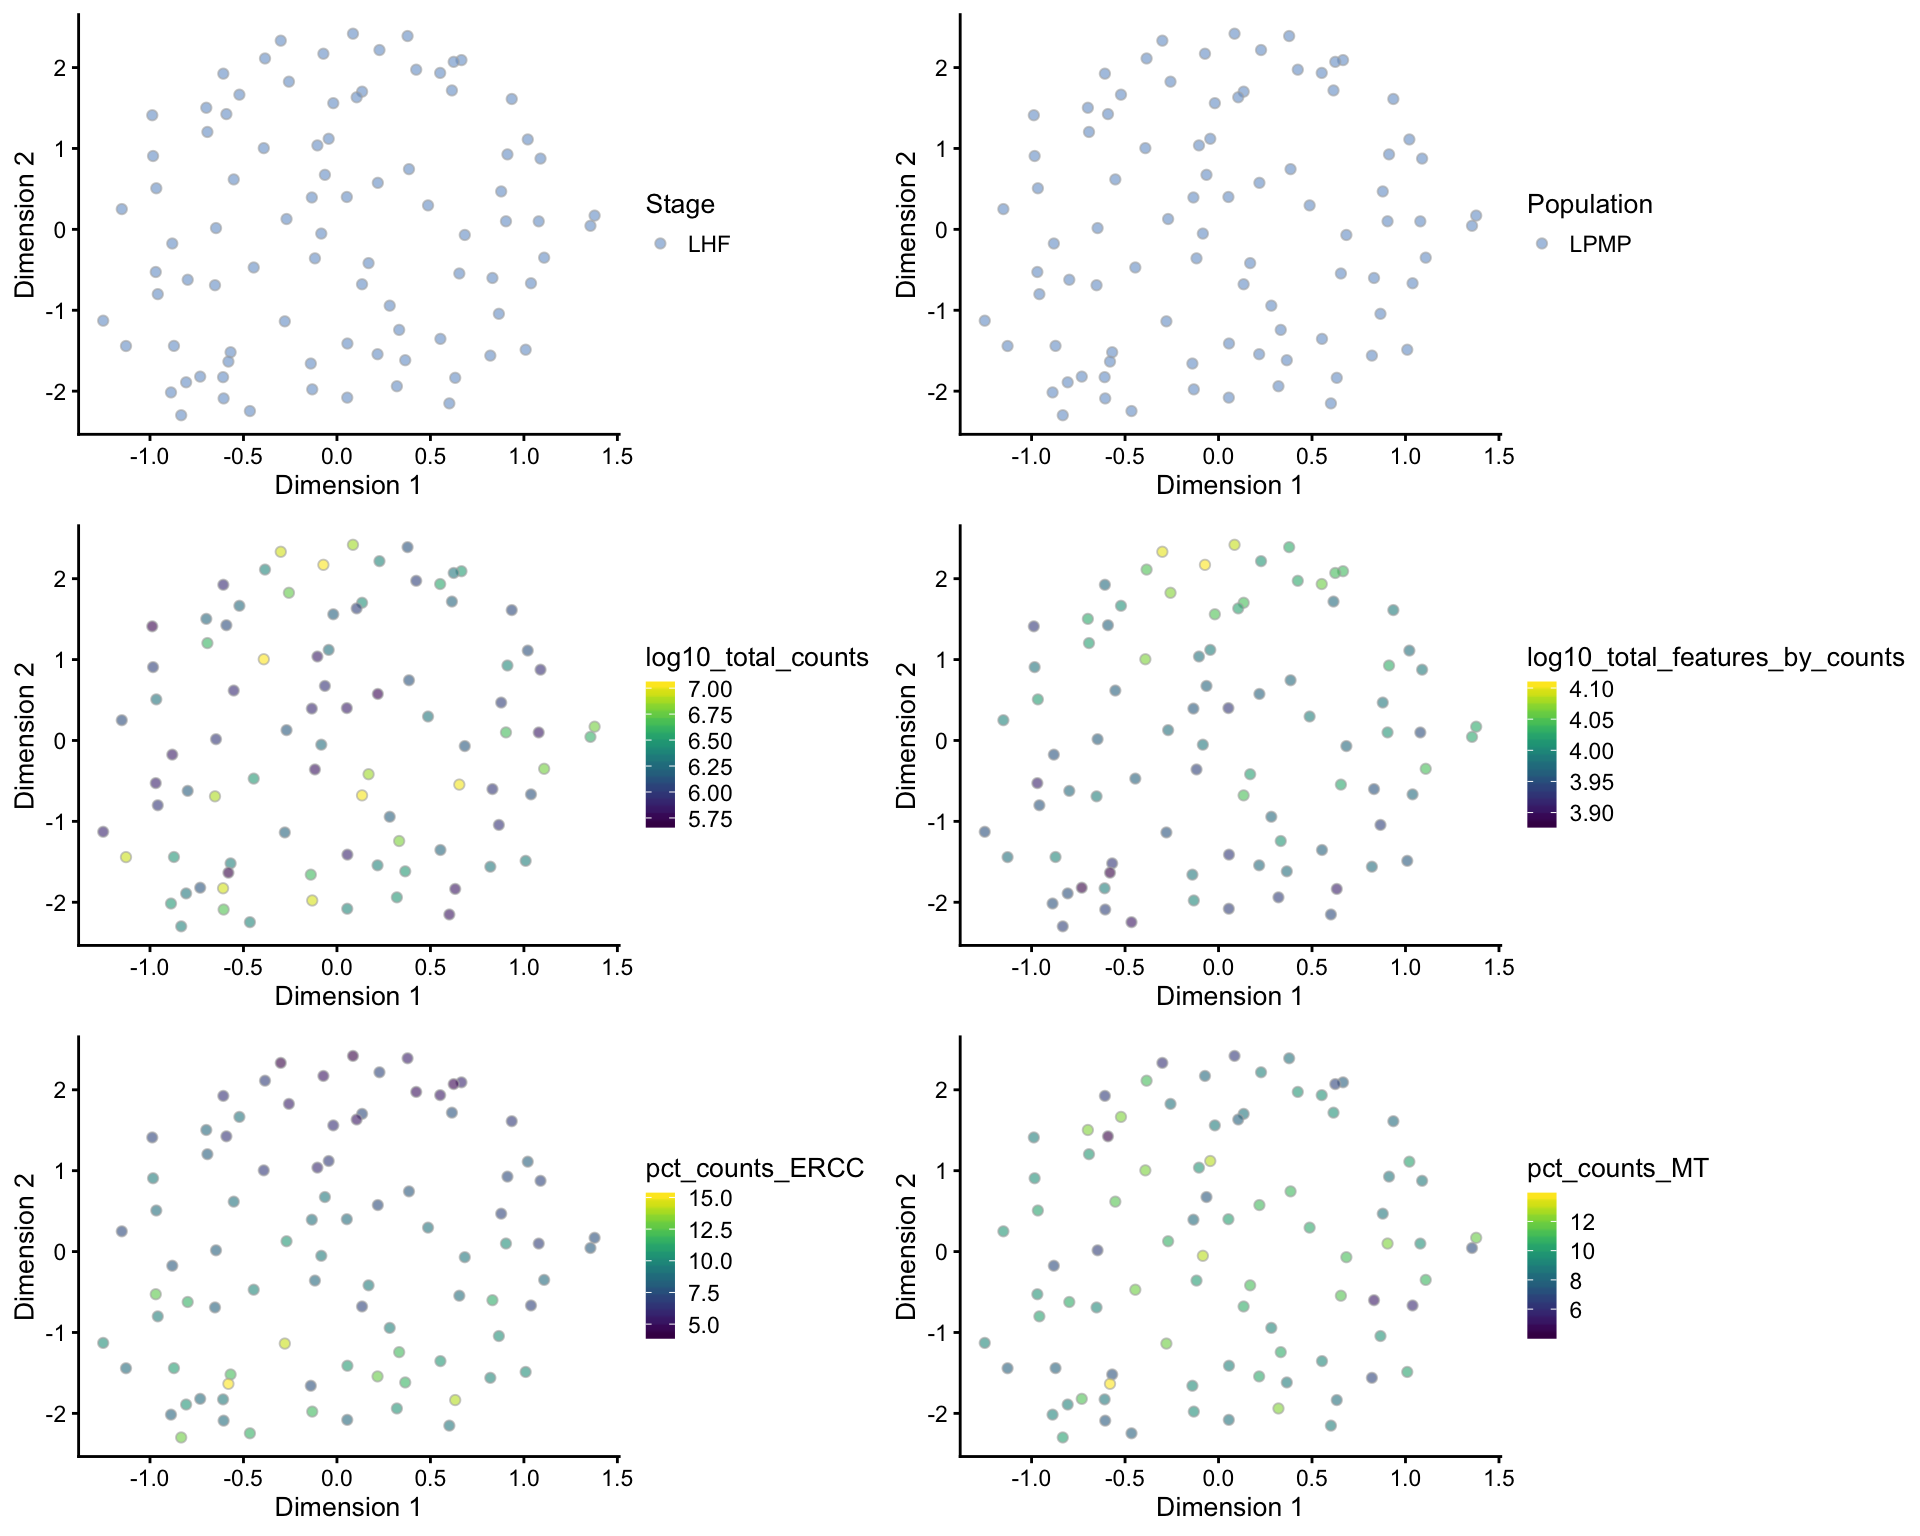 Dimension 2
2
1
0
-1
-2
-1.0 -0.5 0.0 0.5 1.0 1.5
Dimension 1
Stage
LHF
Dimension 2
2
1
0
-1
-2
-1.0 -0.5 0.0 0.5 1.0 1.5
Dimension 1
Population
LPMP
Dimension 2
2
1
0
-1
-2
-1.0 -0.5 0.0 0.5 1.0 1.5
Dimension 1
log10_total_counts
7.00
6.75
6.50
6.25
6.00
5.75
Dimension 2
2
1
0
-1
-2
-1.0 -0.5 0.0 0.5 1.0 1.5
Dimension 1
log10_total_features_by_counts
4.10
4.05
4.00
3.95
3.90
Dimension 2
2
1
0
-1
-2
-1.0 -0.5 0.0 0.5 1.0 1.5
Dimension 1
pct_counts_ERCC
15.0
12.5
10.0
7.5
5.0
Dimension 2
2
1
0
-1
-2
-1.0 -0.5 0.0 0.5 1.0 1.5
Dimension 1
pct_counts_MT
12
10
8
6